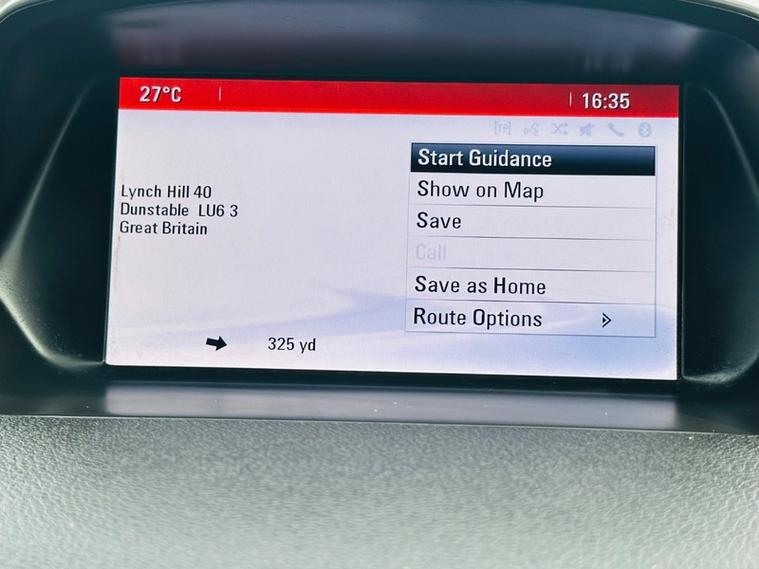 27°C
16:35
[TP]
Lynch Hill 40
Dunstable LU6 3
Great Britain
Start Guidance
Show on Map
Save
Call
Save as Home
Route Options
325 yd